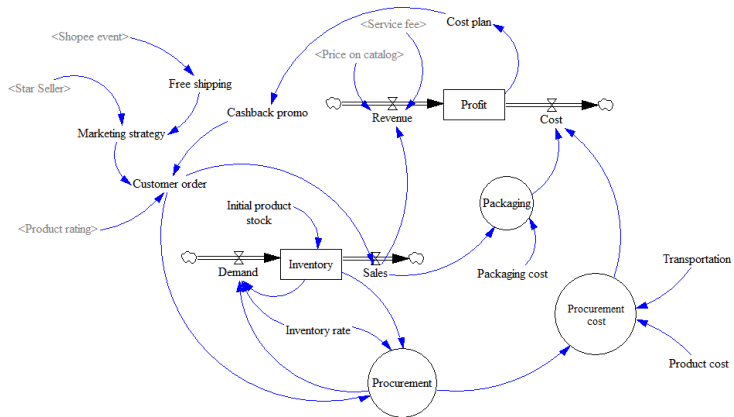 <Service fee>
Cost plan
<Shopee event>
<Price on catalog>
<Star Seller>
Free shipping
Cashback promo
Profit
Revenue
Cost
Marketing strategy
Customer order
Packaging
Initial product
stock
<Product rating>
Inventory
Demand
Sales
Packaging cost
Transportation
Procurement
cost
Inventory rate
Product cost
Procurement